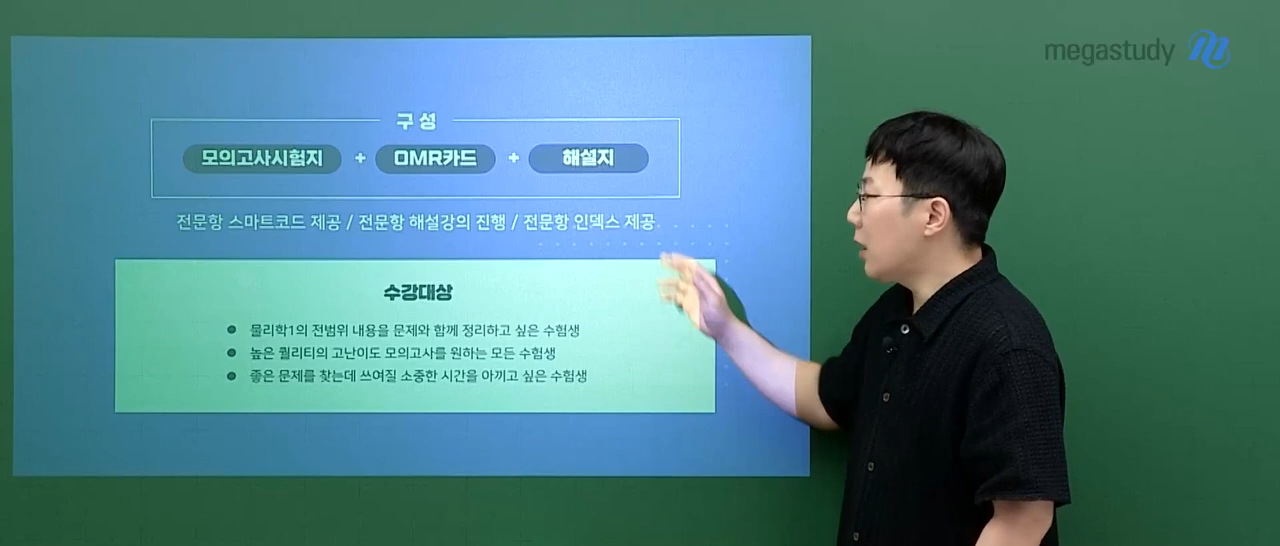 megastudy
구성
모의고사시험지 + OMR카드 + 해설지
전문항 스마트코드 제공 / 전문항 해설강의 진행 / 전문항 인덱스 제공
수강대상
물리학1의 전범위 내용을 문제와 함께 정리하고 싶은 수험생
높은 퀄리티의 고난이도 모의고사를 원하는 모든 수험생
좋은 문제를 찾는데 쓰여질 소중한 시간을 아끼고 싶은 수험생